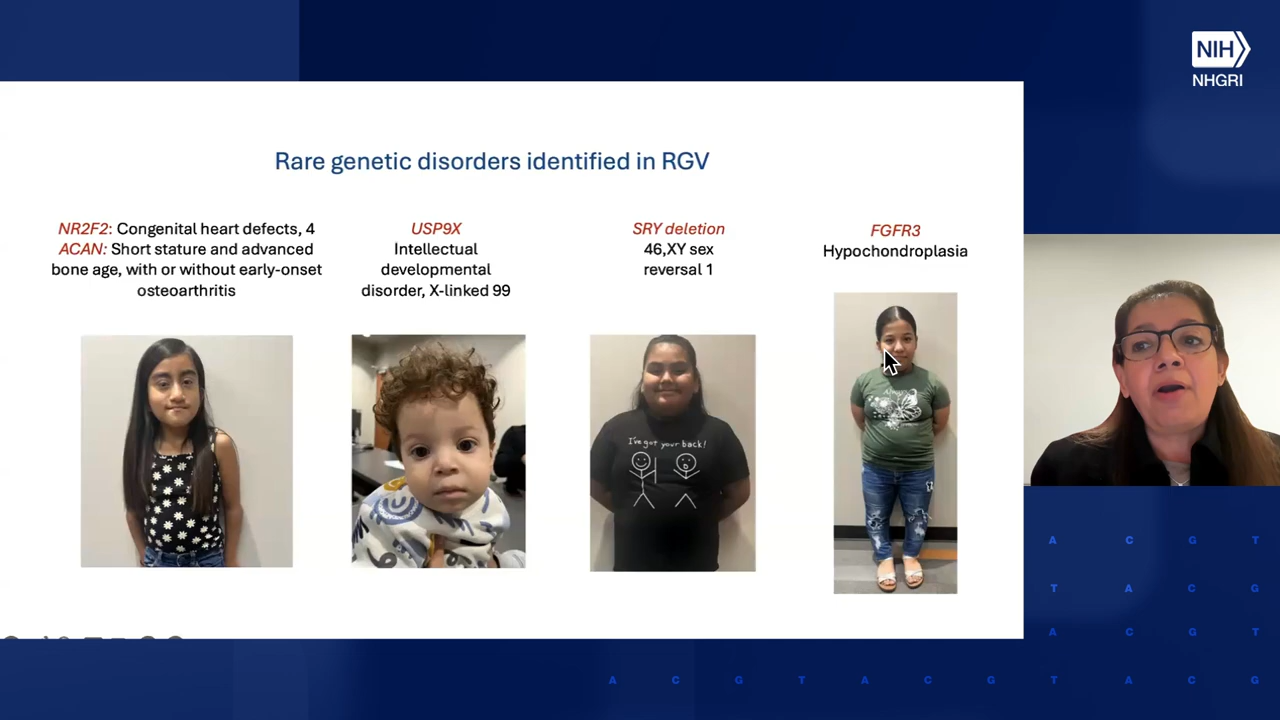 NIH
NHGRI
Rare genetic disorders identified in RGV
NR2F2: Congenital heart defects, 4
ACAN: Short stature and advanced
bone age, with or without early-onset
osteoarthritis
USP9X
Intellectual
developmental
disorder, X-linked 99
SRY deletion
46,XY sex
reversal 1
FGFR3
Hypochondroplasia
I've got your back!
Always
A C G T
T A C G
A C G T
A C G T A C G T A C G